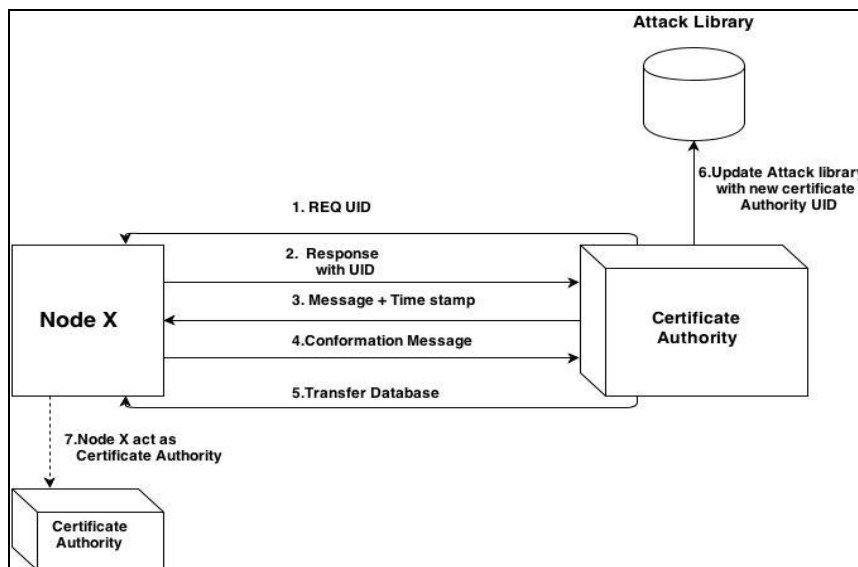 Attack Library
6.Update Attack library
with new certificate
Authority UID
1. REQ UID
2. Response
with UID
3. Message + Time stamp
Node X
Certificate
Authority
4.Conformation Message
5.Transfer Database
7.Node X act as
Certificate Authority
Certificate
Authority